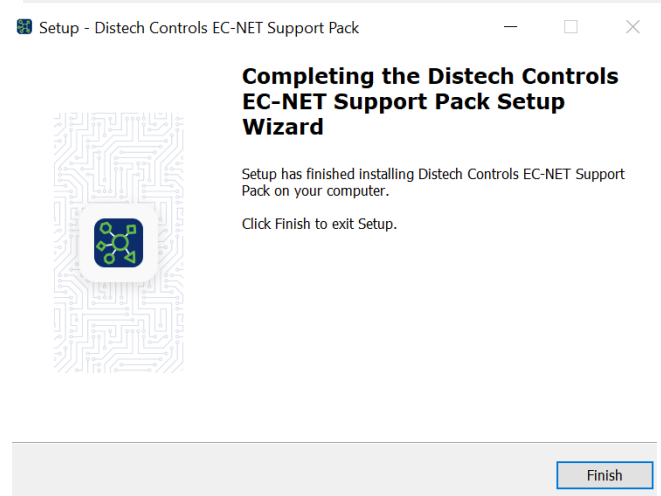 Setup - Distech Controls EC-NET Support Pack
Completing the Distech Controls
EC-NET Support Pack Setup
Wizard
Setup has finished installing Distech Controls EC-NET Support
Pack on your computer.
Click Finish to exit Setup.
Finish